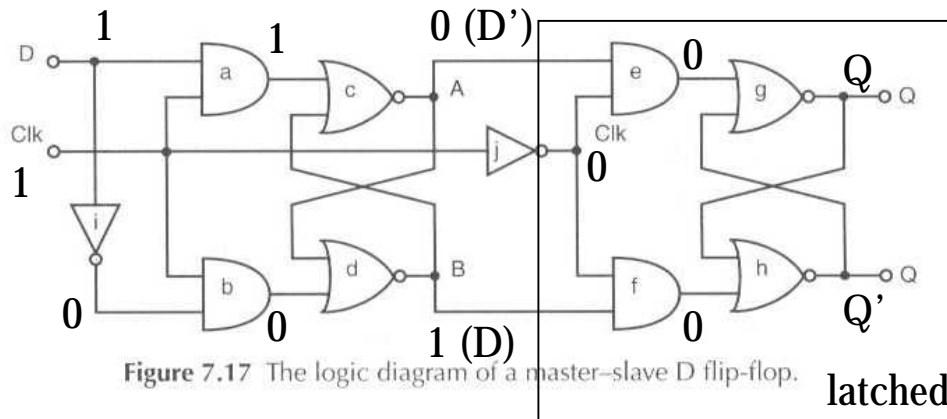 1
1
0 (D’)
D
a
c
A
e
0
g
Q
Q
Clk
j
Clk
1
0
i
0
b
0
d
B
1 (D)
f
0
h
Q
Q’
Figure 7.17 The logic diagram of a master–slave D flip-flop.
latched